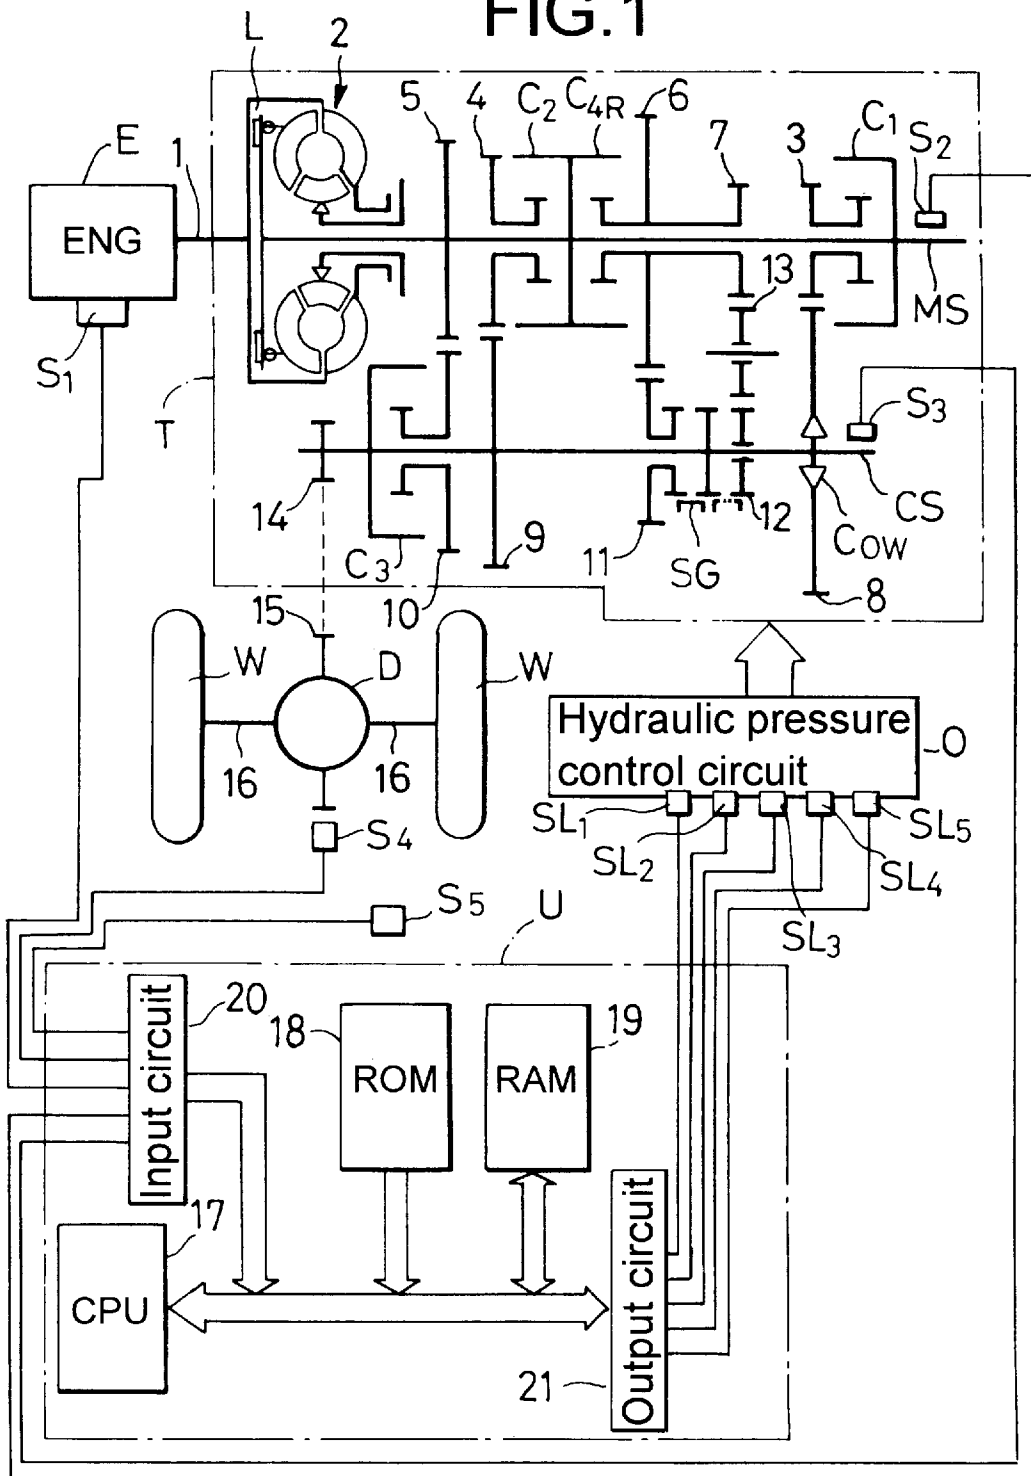 FIG.1
L
2
5
4
C2
C4R
6
7
3
C1
S2
E
1
ENG
13
MS
S1
T
S3
14
C3
10
9
11
SG
12
COW
CS
8
15
W
D
W
16
16
Hydraulic pressure
control circuit
O
SL1
SL2
SL3
SL4
SL5
S4
S5
U
Input circuit
20
18
ROM
RAM
19
17
CPU
Output circuit
21